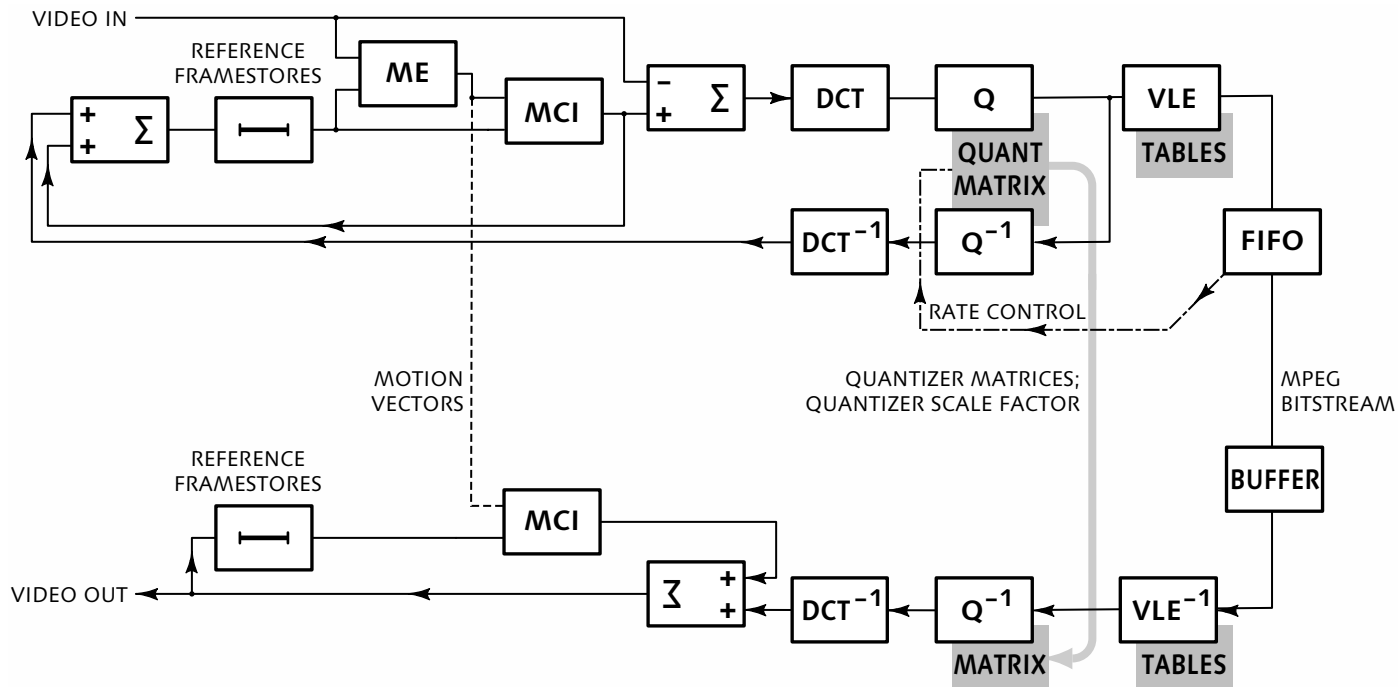 VIDEO IN
REFERENCE
FRAMESTORES
ME
MCI
+
+
Σ
−
+
Σ
DCT
Q
VLE
QUANT
MATRIX
TABLES
DCT⁻¹
Q⁻¹
FIFO
RATE CONTROL
MOTION
VECTORS
QUANTIZER MATRICES;
QUANTIZER SCALE FACTOR
MPEG
BITSTREAM
REFERENCE
FRAMESTORES
MCI
BUFFER
VIDEO OUT
Σ
+
+
DCT⁻¹
Q⁻¹
VLE⁻¹
MATRIX
TABLES